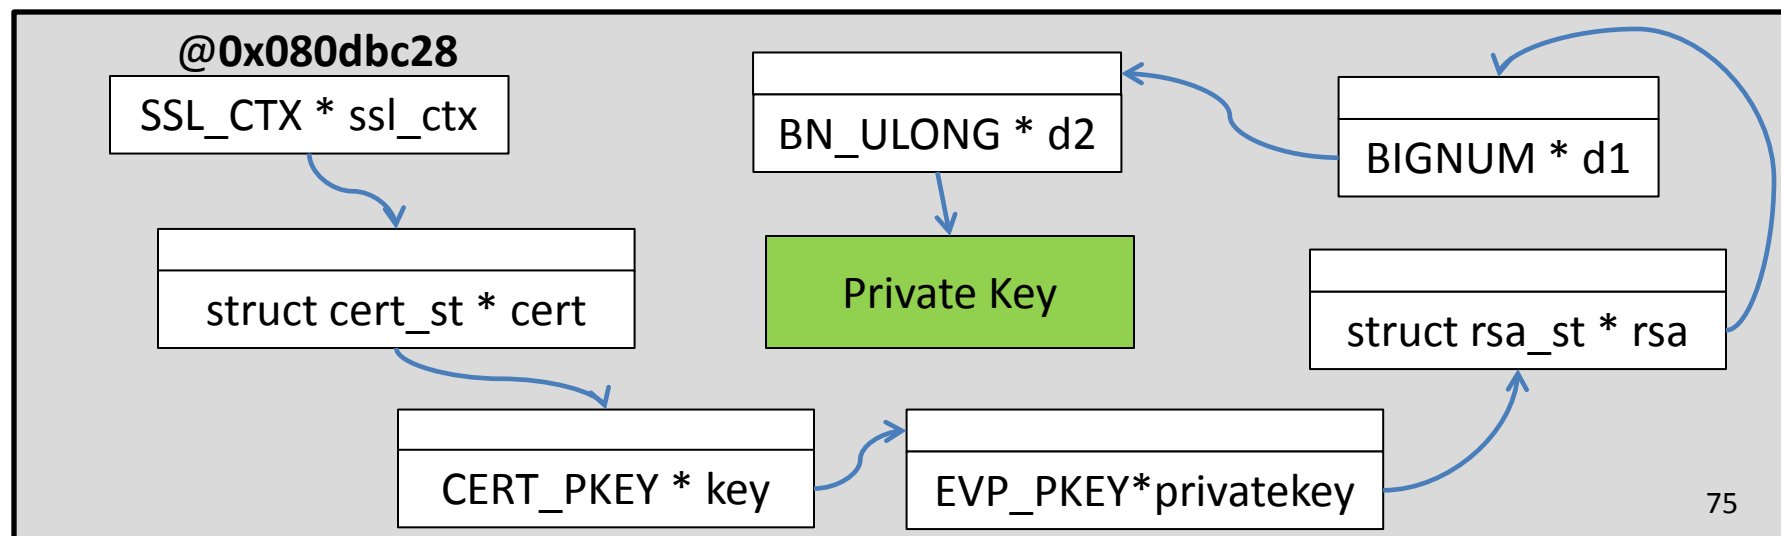 @0x080dbc28
SSL_CTX * ssl_ctx
struct cert_st * cert
CERT_PKEY * key
EVP_PKEY*privatekey
struct rsa_st * rsa
BIGNUM * d1
BN_ULONG * d2
Private Key
75